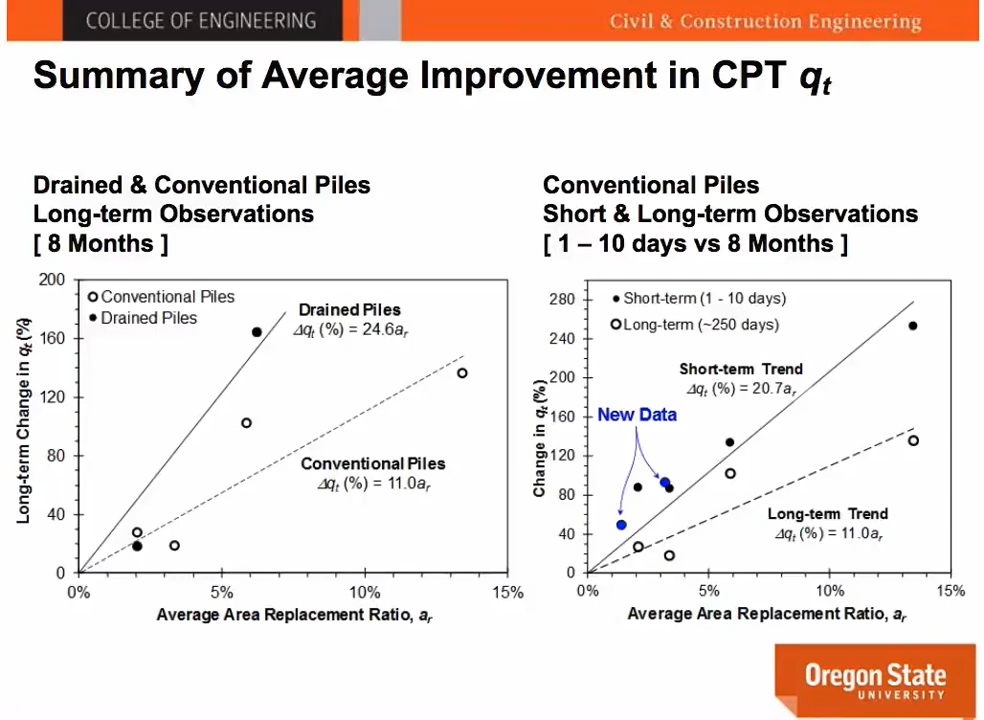 COLLEGE OF ENGINEERING
Civil & Construction Engineering
Summary of Average Improvement in CPT qt
Drained & Conventional Piles
Long-term Observations
[ 8 Months ]
Conventional Piles
Short & Long-term Observations
[ 1 – 10 days vs 8 Months ]
Long-term Change in qt (%)
200
160
120
80
40
0
Conventional Piles
Drained Piles
Drained Piles
Δqt (%) = 24.6ar
Conventional Piles
Δqt (%) = 11.0ar
0%
5%
10%
15%
Average Area Replacement Ratio, ar
Change in qt (%)
280
240
200
160
120
80
40
0
Short-term (1 - 10 days)
Long-term (~250 days)
Short-term Trend
Δqt (%) = 20.7ar
New Data
Long-term Trend
Δqt (%) = 11.0ar
0%
5%
10%
15%
Average Area Replacement Ratio, ar
Oregon State
UNIVERSITY